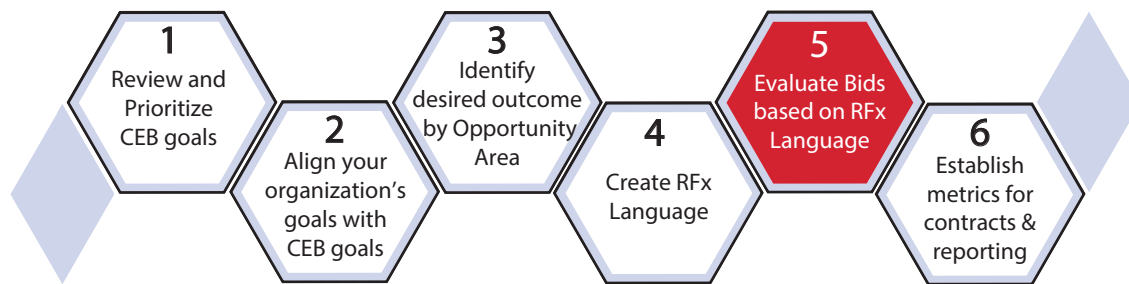 1
Review and
Prioritize
CEB goals
2
Align your
organization's
goals with
CEB goals
3
Identify
desired outcome
by Opportunity
Area
4
Create RFx
Language
5
Evaluate Bids
based on RFx
Language
6
Establish
metrics for
contracts &
reporting